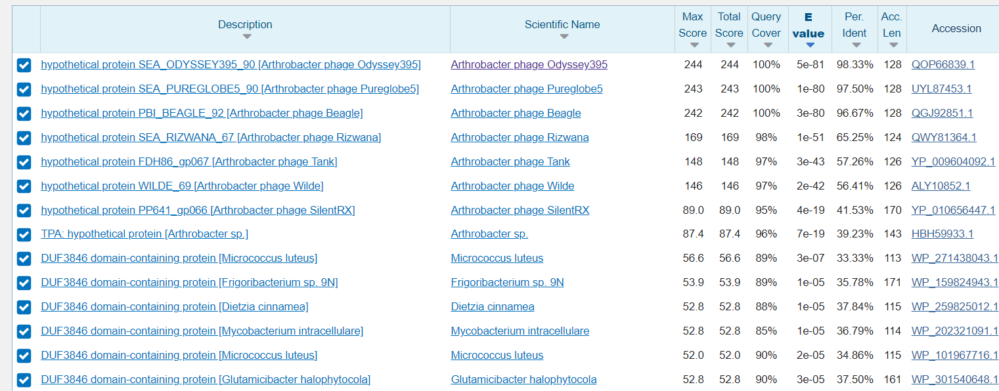 Description Scientific Name Max Score Total Score Query Cover E value Per. Ident Acc. Len Accession
hypothetical protein SEA_ODYSSEY395_90 [Arthrobacter phage Odyssey395] Arthrobacter phage Odyssey395 244 244 100% 5e-81 98.33% 128 QOP66839.1
hypothetical protein SEA_PUREGLOBE5_90 [Arthrobacter phage Pureglobe5] Arthrobacter phage Pureglobe5 243 243 100% 1e-80 97.50% 128 UYL87453.1
hypothetical protein PBI_BEAGLE_92 [Arthrobacter phage Beagle] Arthrobacter phage Beagle 242 242 100% 3e-80 96.67% 128 QGJ92851.1
hypothetical protein SEA_RIZWANA_67 [Arthrobacter phage Rizwana] Arthrobacter phage Rizwana 169 169 98% 1e-51 65.25% 124 QWY81364.1
hypothetical protein FDH86_gp067 [Arthrobacter phage Tank] Arthrobacter phage Tank 148 148 97% 3e-43 57.26% 126 YP_009604092.1
hypothetical protein WILDE_69 [Arthrobacter phage Wilde] Arthrobacter phage Wilde 146 146 97% 2e-42 56.41% 126 ALY10852.1
hypothetical protein PP641_gp066 [Arthrobacter phage SilentRX] Arthrobacter phage SilentRX 89.0 89.0 95% 4e-19 41.53% 170 YP_010656447.1
TPA: hypothetical protein [Arthrobacter sp.] Arthrobacter sp. 87.4 87.4 96% 7e-19 39.23% 143 HBH59933.1
DUF3846 domain-containing protein [Micrococcus luteus] Micrococcus luteus 56.6 56.6 89% 3e-07 33.33% 113 WP_271438043.1
DUF3846 domain-containing protein [Frigoribacterium sp. 9N] Frigoribacterium sp. 9N 53.9 53.9 89% 1e-05 35.78% 171 WP_159824943.1
DUF3846 domain-containing protein [Dietzia cinnamea] Dietzia cinnamea 52.8 52.8 88% 1e-05 37.84% 115 WP_259825012.1
DUF3846 domain-containing protein [Mycobacterium intracellulare] Mycobacterium intracellulare 52.8 52.8 85% 1e-05 36.79% 114 WP_202321091.1
DUF3846 domain-containing protein [Micrococcus luteus] Micrococcus luteus 52.0 52.0 90% 2e-05 34.86% 115 WP_101967716.1
DUF3846 domain-containing protein [Glutamicibacter halophytocola] Glutamicibacter halophytocola 52.8 52.8 90% 3e-05 37.50% 161 WP_301540648.1